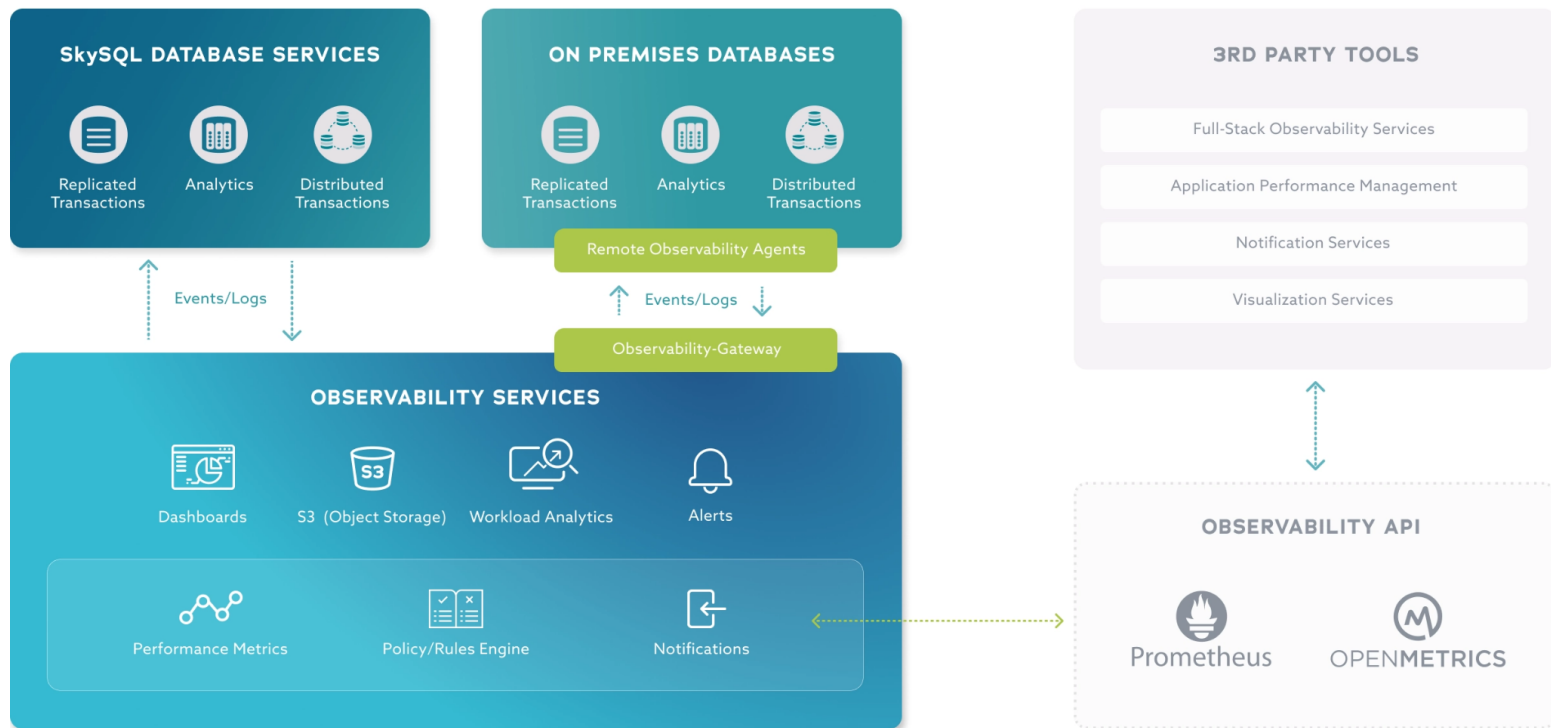 SkySQL DATABASE SERVICES
Replicated
Transactions
Analytics
Distributed
Transactions
ON PREMISES DATABASES
Replicated
Transactions
Analytics
Distributed
Transactions
Remote Observability Agents
Events/Logs
Events/Logs
Observability-Gateway
OBSERVABILITY SERVICES
Dashboards
S3
S3 (Object Storage)
Workload Analytics
Alerts
Performance Metrics
Policy/Rules Engine
Notifications
3RD PARTY TOOLS
Full-Stack Observability Services
Application Performance Management
Notification Services
Visualization Services
OBSERVABILITY API
Prometheus
OPENMETRICS